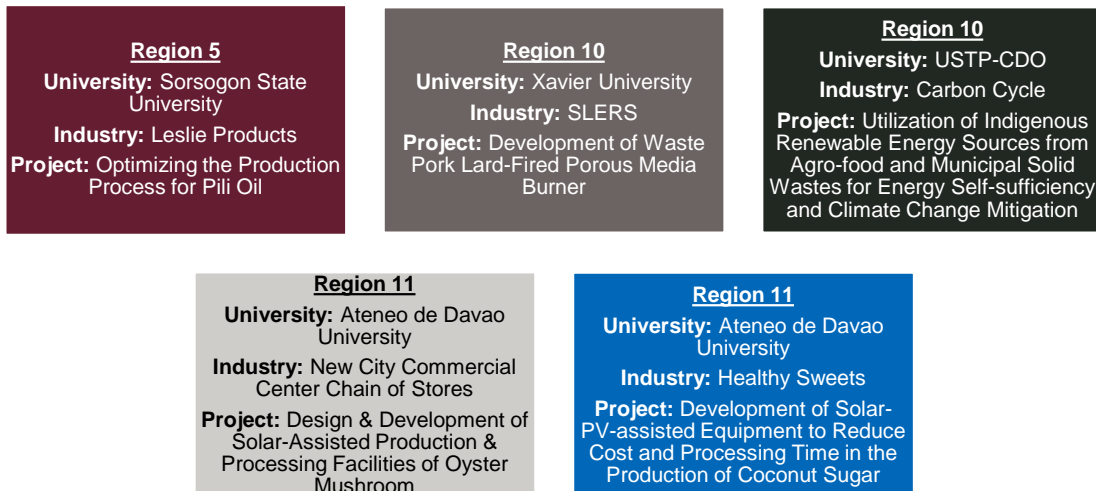 Region 5
University: Sorsogon State
University
Industry: Leslie Products
Project: Optimizing the Production
Process for Pili Oil
Region 10
University: Xavier University
Industry: SLERS
Project: Development of Waste
Pork Lard-Fired Porous Media
Burner
Region 10
University: USTP-CDO
Industry: Carbon Cycle
Project: Utilization of Indigenous
Renewable Energy Sources from
Agro-food and Municipal Solid
Wastes for Energy Self-sufficiency
and Climate Change Mitigation
Region 11
University: Ateneo de Davao
University
Industry: New City Commercial
Center Chain of Stores
Project: Design & Development of
Solar-Assisted Production &
Processing Facilities of Oyster
Mushroom
Region 11
University: Ateneo de Davao
University
Industry: Healthy Sweets
Project: Development of Solar-
PV-assisted Equipment to Reduce
Cost and Processing Time in the
Production of Coconut Sugar